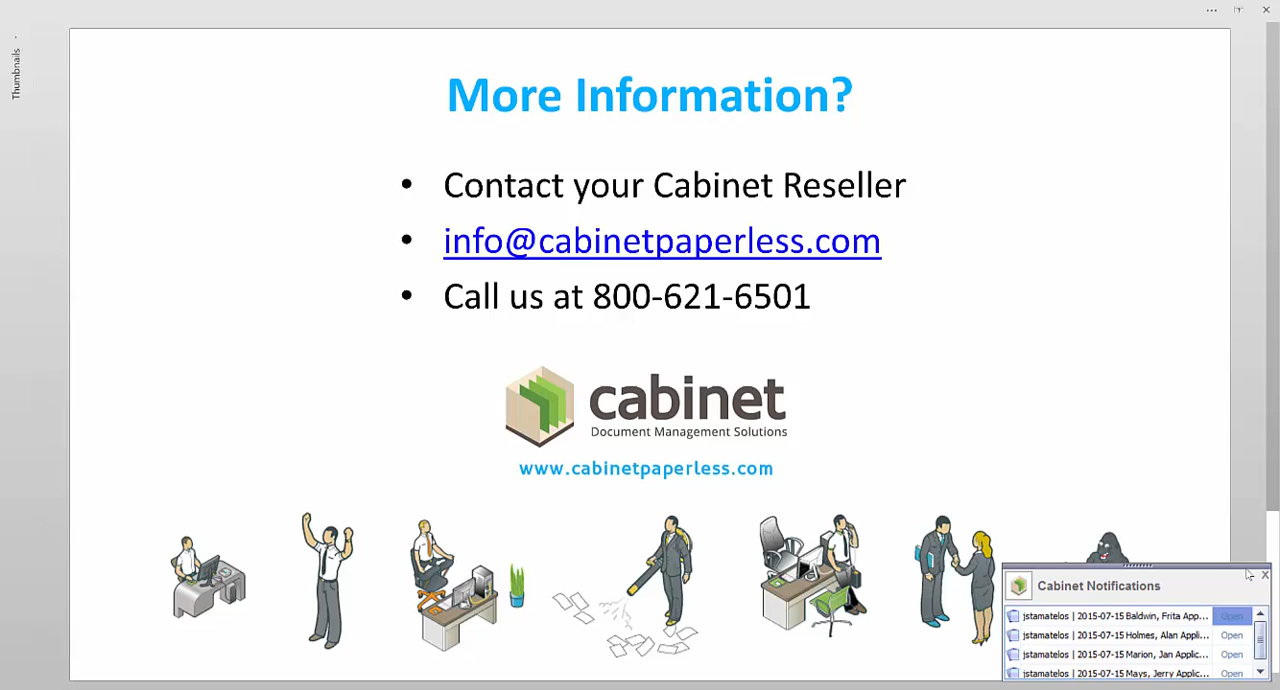 Thumbnails
More Information?
• Contact your Cabinet Reseller
• info@cabinetpaperless.com
• Call us at 800-621-6501
cabinet
Document Management Solutions
www.cabinetpaperless.com
Cabinet Notifications
jstamatelos | 2015-07-15 Baldwin, Frita App... Open
jstamatelos | 2015-07-15 Holmes, Alan Appli... Open
jstamatelos | 2015-07-15 Marion, Jan Applic... Open
jstamatelos | 2015-07-15 Mays, Jerry Applic... Open